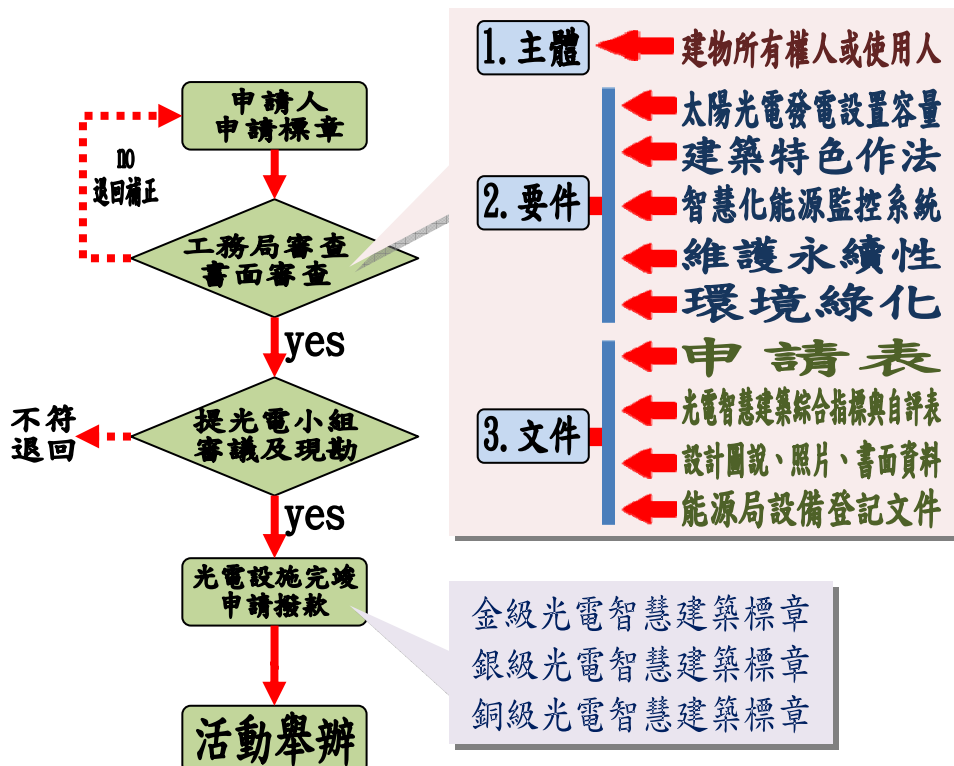 申請人
申請標章
no
退回補正
工務局審查
書面審查
yes
提光電小組
審議及現勘
不符
退回
yes
光電設施完竣
申請撥款
活動舉辦
1.主體
建物所有權人或使用人
2.要件
太陽光電發電設置容量
建築特色作法
智慧化能源監控系統
維護永續性
環境綠化
3.文件
申請表
光電智慧建築綜合指標與自評表
設計圖說、照片、書面資料
能源局設備登記文件
金級光電智慧建築標章
銀級光電智慧建築標章
銅級光電智慧建築標章